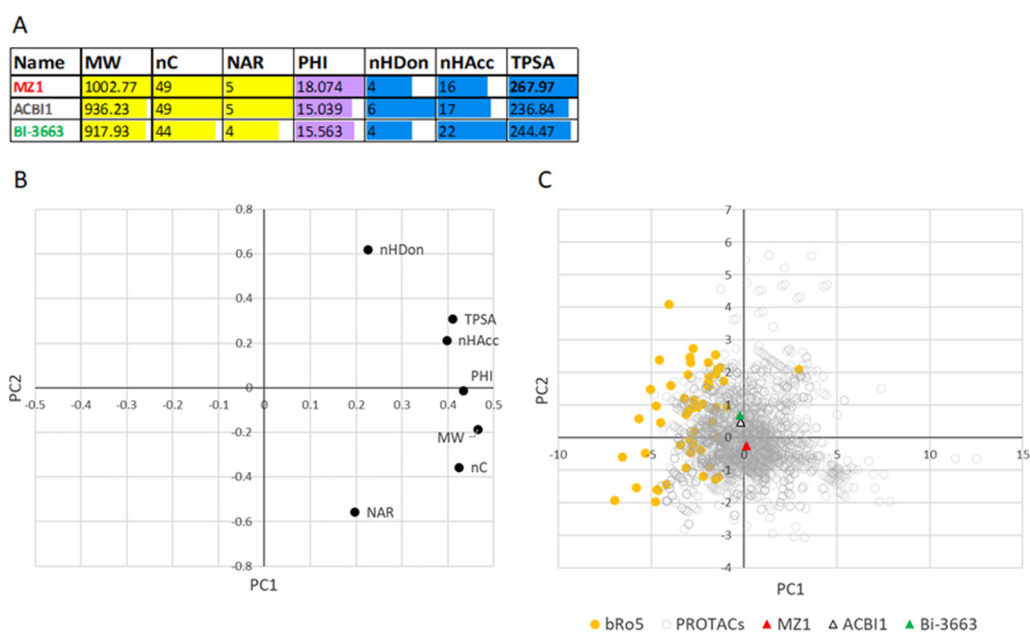 A
Name MW nC NAR PHI nHDon nHAcc TPSA
MZ1 1002.77 49 5 18.074 4 16 267.97
ACBI1 936.23 49 5 15.039 6 17 236.84
BI-3663 917.93 44 4 15.563 4 22 244.47
B
0.8
0.6
nHDon
0.4
TPSA
0.2
nHAcc
PHI
0
-0.5 -0.4 -0.3 -0.2 -0.1 0 0.1 0.2 0.3 0.4 0.5
-0.2
MW
nC
-0.4
NAR
-0.6
-0.8
PC2
PC1
C
7
6
5
4
3
2
1
0
-10 -5 0 5 10 15
-1
-2
-3
-4
PC2
PC1
bRo5 PROTACs MZ1 ACBI1 Bi-3663